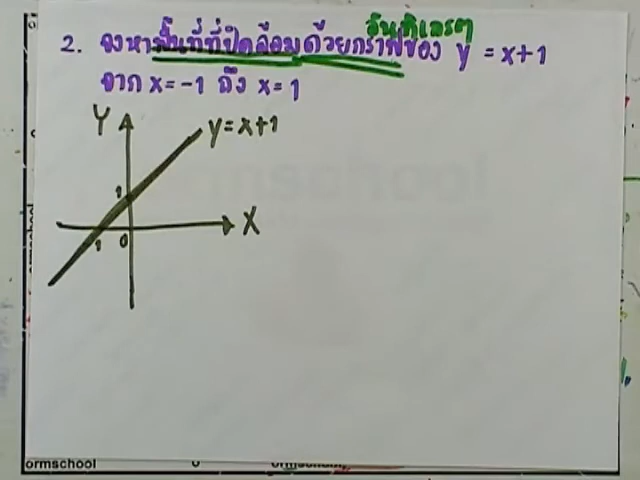 อินทิเกรต
2. จงหาพื้นที่ที่ปิดล้อมด้วยกราฟของ y = x+1
จาก x=-1 ถึง x=1
Y
y=x+1
1
X
1 0
ormschool